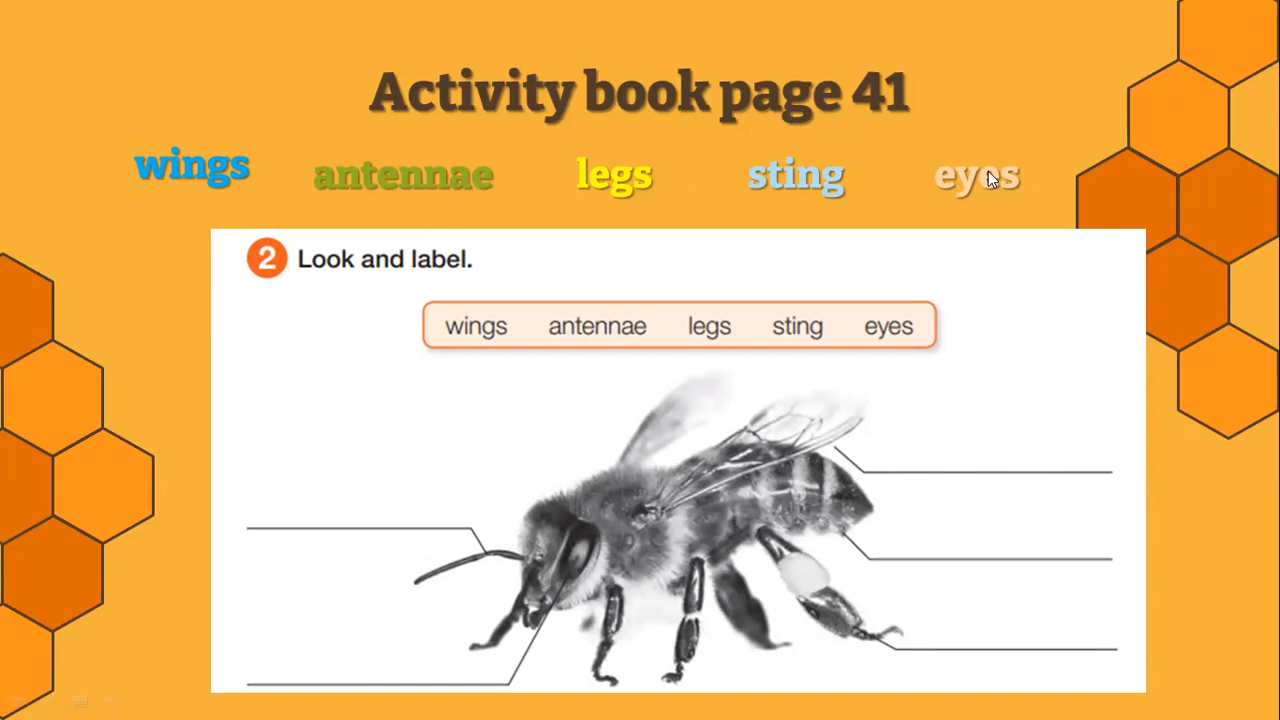 Activity book page 41
wings antennae legs sting eyes
2 Look and label.
wings antennae legs sting eyes